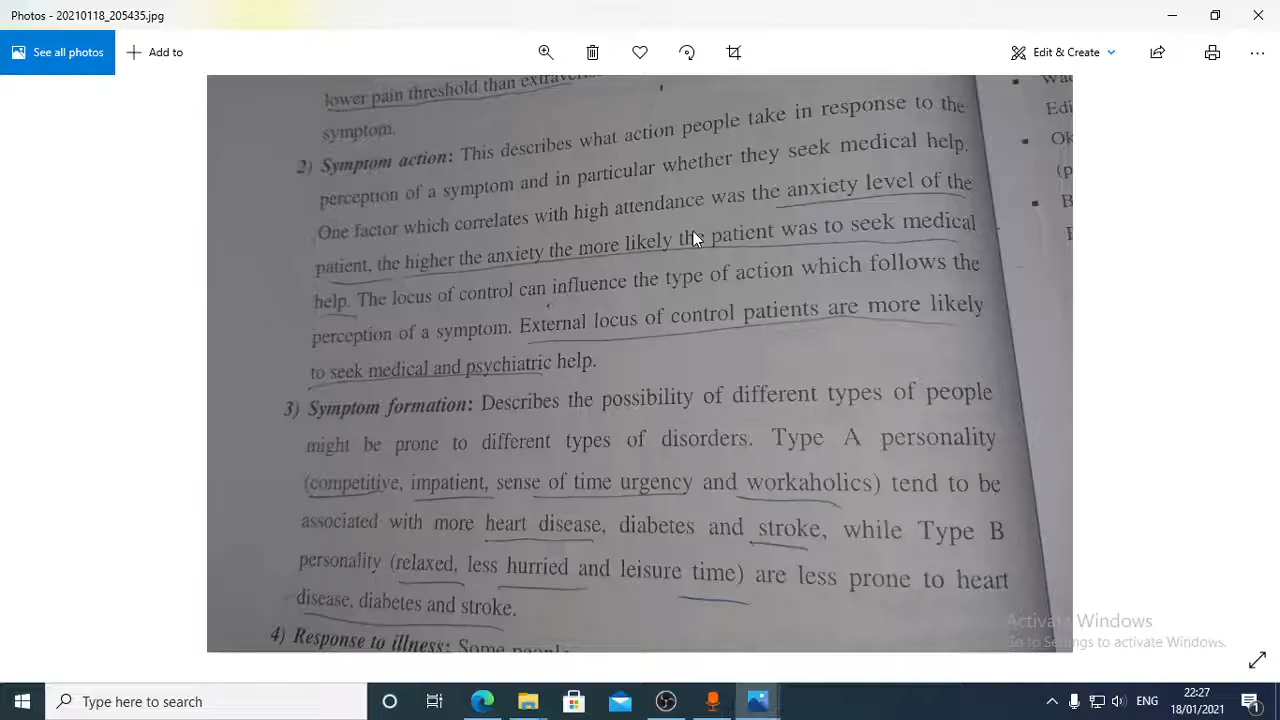 Photos - 20210118_205435.jpg
See all photos
Add to
Edit & Create
lower pain threshold than
symptom.
2) Symptom action: This describes what action people take in response to the
perception of a symptom and in particular whether they seek medical help.
One factor which correlates with high attendance was the anxiety level of the
patient, the higher the anxiety the more likely the patient was to seek medical
help. The locus of control can influence the type of action which follows the
perception of a symptom. External locus of control patients are more likely
to seek medical and psychiatric help.
3) Symptom formation: Describes the possibility of different types of people
might be prone to different types of disorders. Type A personality
(competitive, impatient, sense of time urgency and workaholics) tend to be
associated with more heart disease, diabetes and stroke, while Type B
personality (relaxed, less hurried and leisure time) are less prone to heart
disease, diabetes and stroke.
4) Response to illness: Some
Edi
Ok
(p
B
Activate Windows
Go to Settings to activate Windows.
Type here to search
ENG
22:27
18/01/2021
1